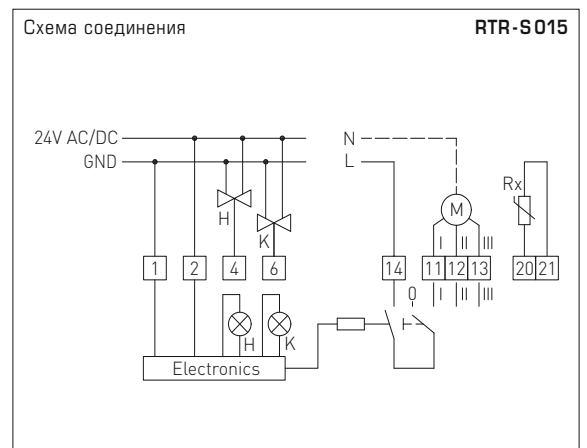 Схема соединения RTR-S015
24V AC/DC
GND
N
L
H
K
M
Rx
I II III
1 2 4 6 14 11 12 13 20 21
0
I II III
H K
Electronics